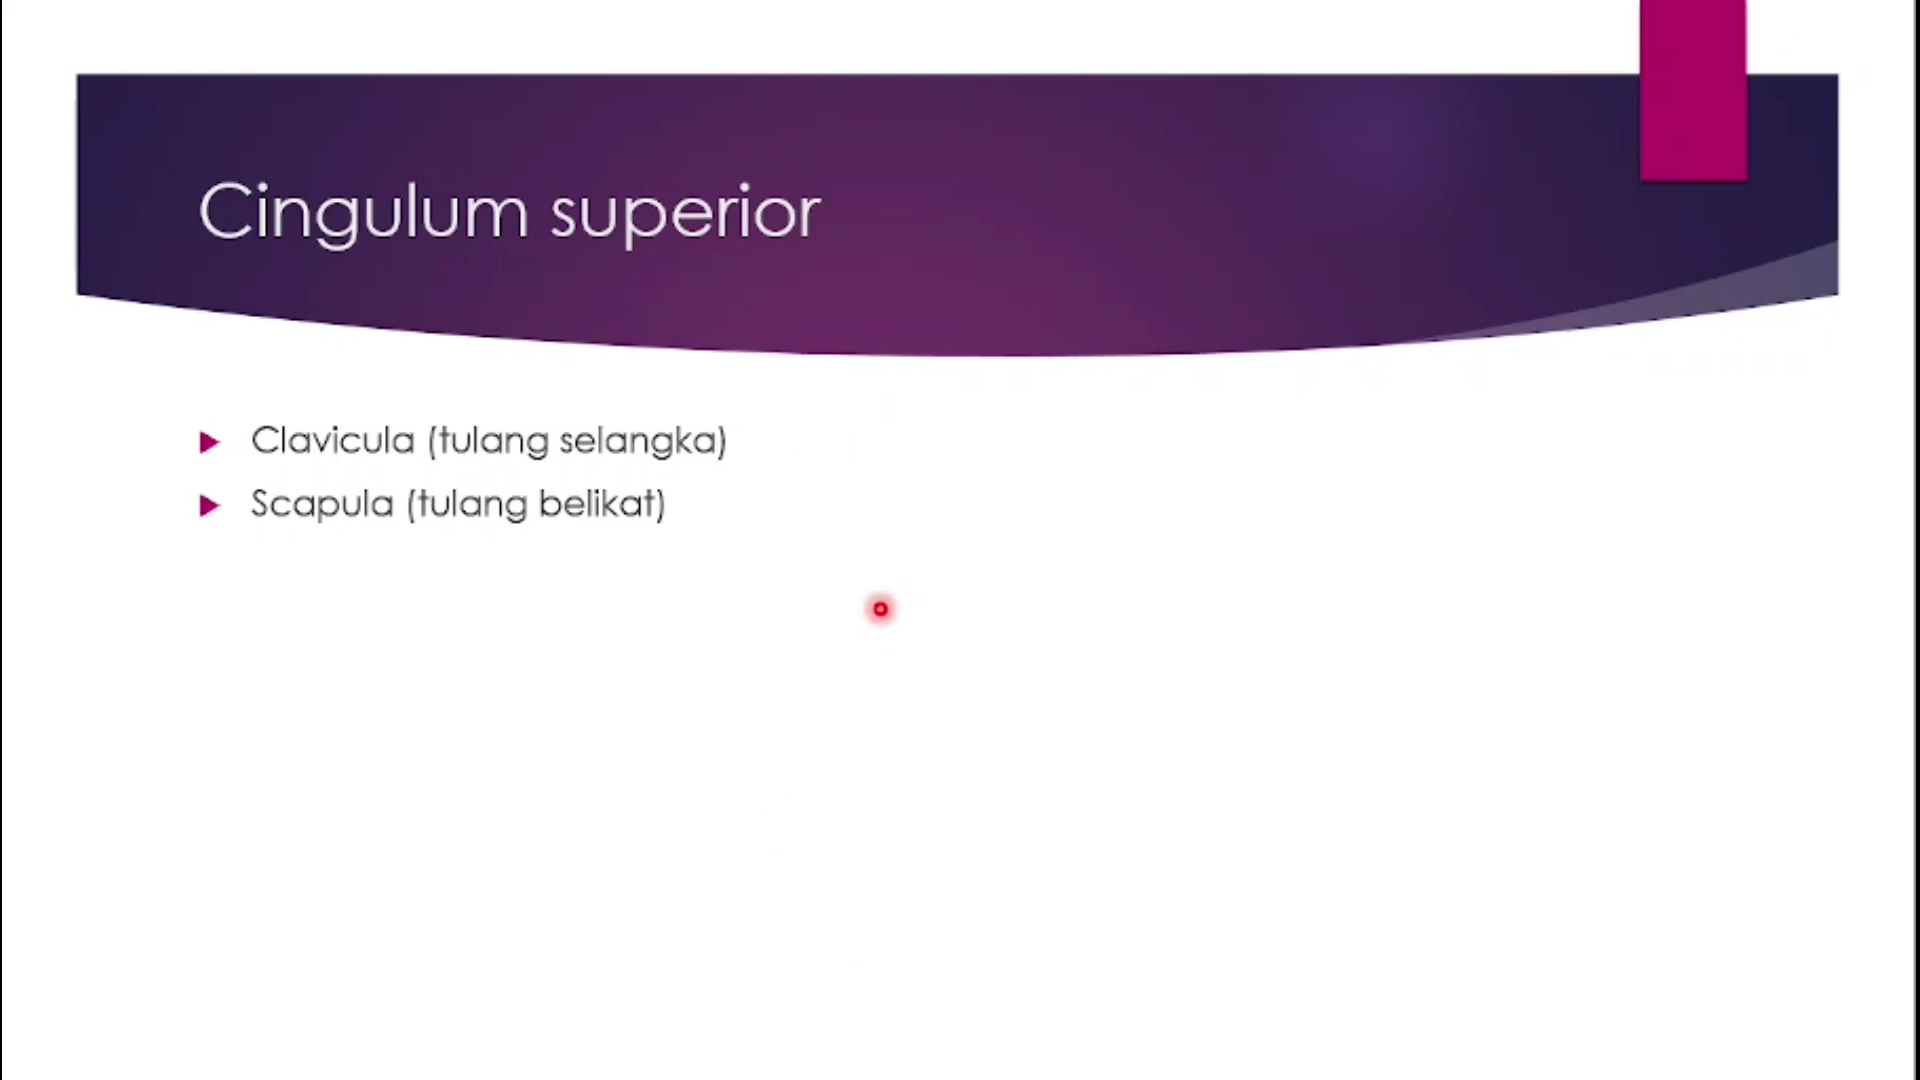 Cingulum superior
Clavicula (tulang selangka)
Scapula (tulang belikat)